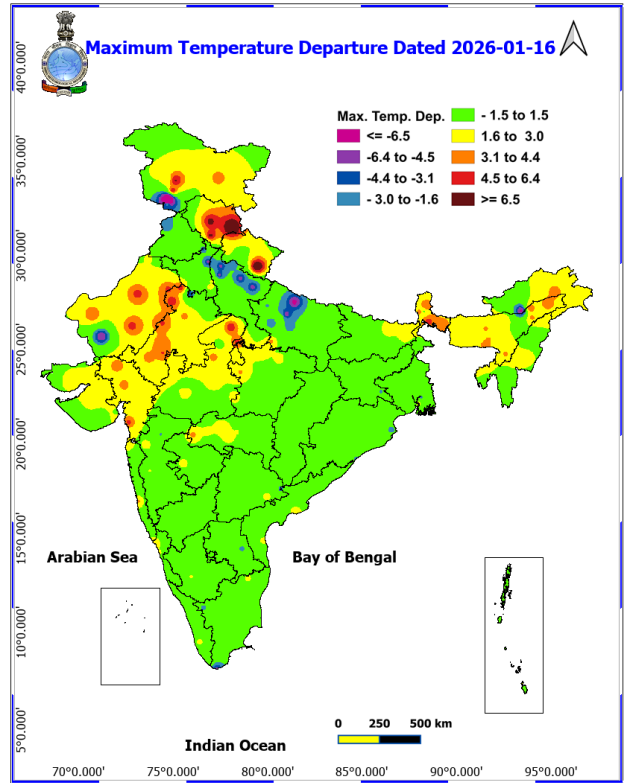 Maximum Temperature Departure Dated 2026-01-16
Max. Temp. Dep.
<= -6.5
-6.4 to -4.5
-4.4 to -3.1
- 3.0 to -1.6
- 1.5 to 1.5
1.6 to 3.0
3.1 to 4.4
4.5 to 6.4
>= 6.5
40°0.000'
35°0.000'
30°0.000'
25°0.000'
20°0.000'
15°0.000'
10°0.000'
5°0.000'
Arabian Sea
Bay of Bengal
Indian Ocean
0 250 500 km
70°0.000' 75°0.000' 80°0.000' 85°0.000' 90°0.000' 95°0.000'